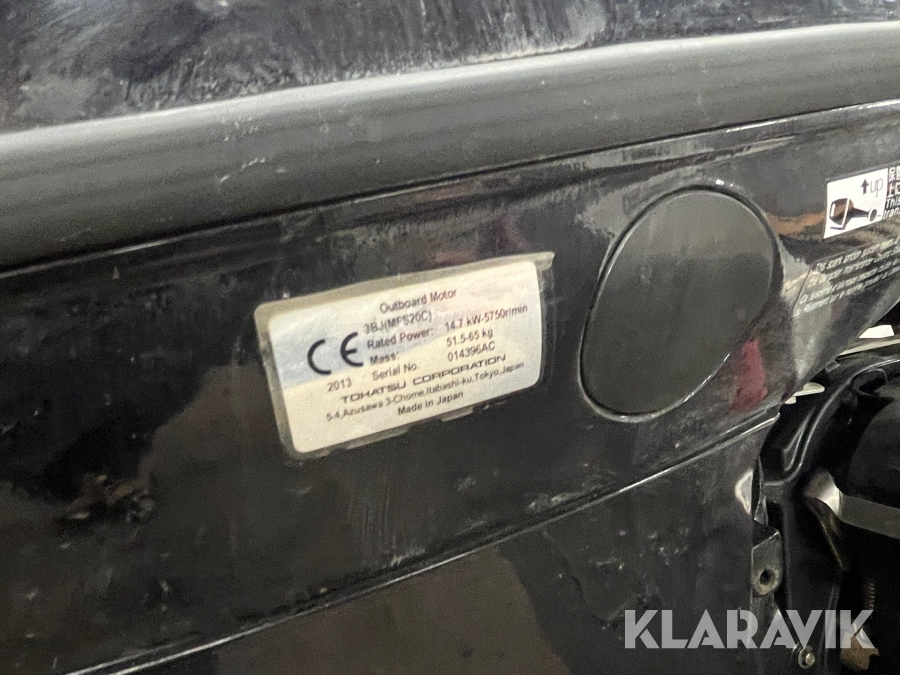 Outboard Motor
3BJ(MFS20C)
Rated Power: 14.7 kW-5750r/min
Mass: 51.5-65 kg
CE
2013 Serial No. 014396AC
TOHATSU CORPORATION
5-4,Azusawa 3-Chome,Itabashi-ku,Tokyo,Japan
Made in Japan
↑up
This
KLARAVIK